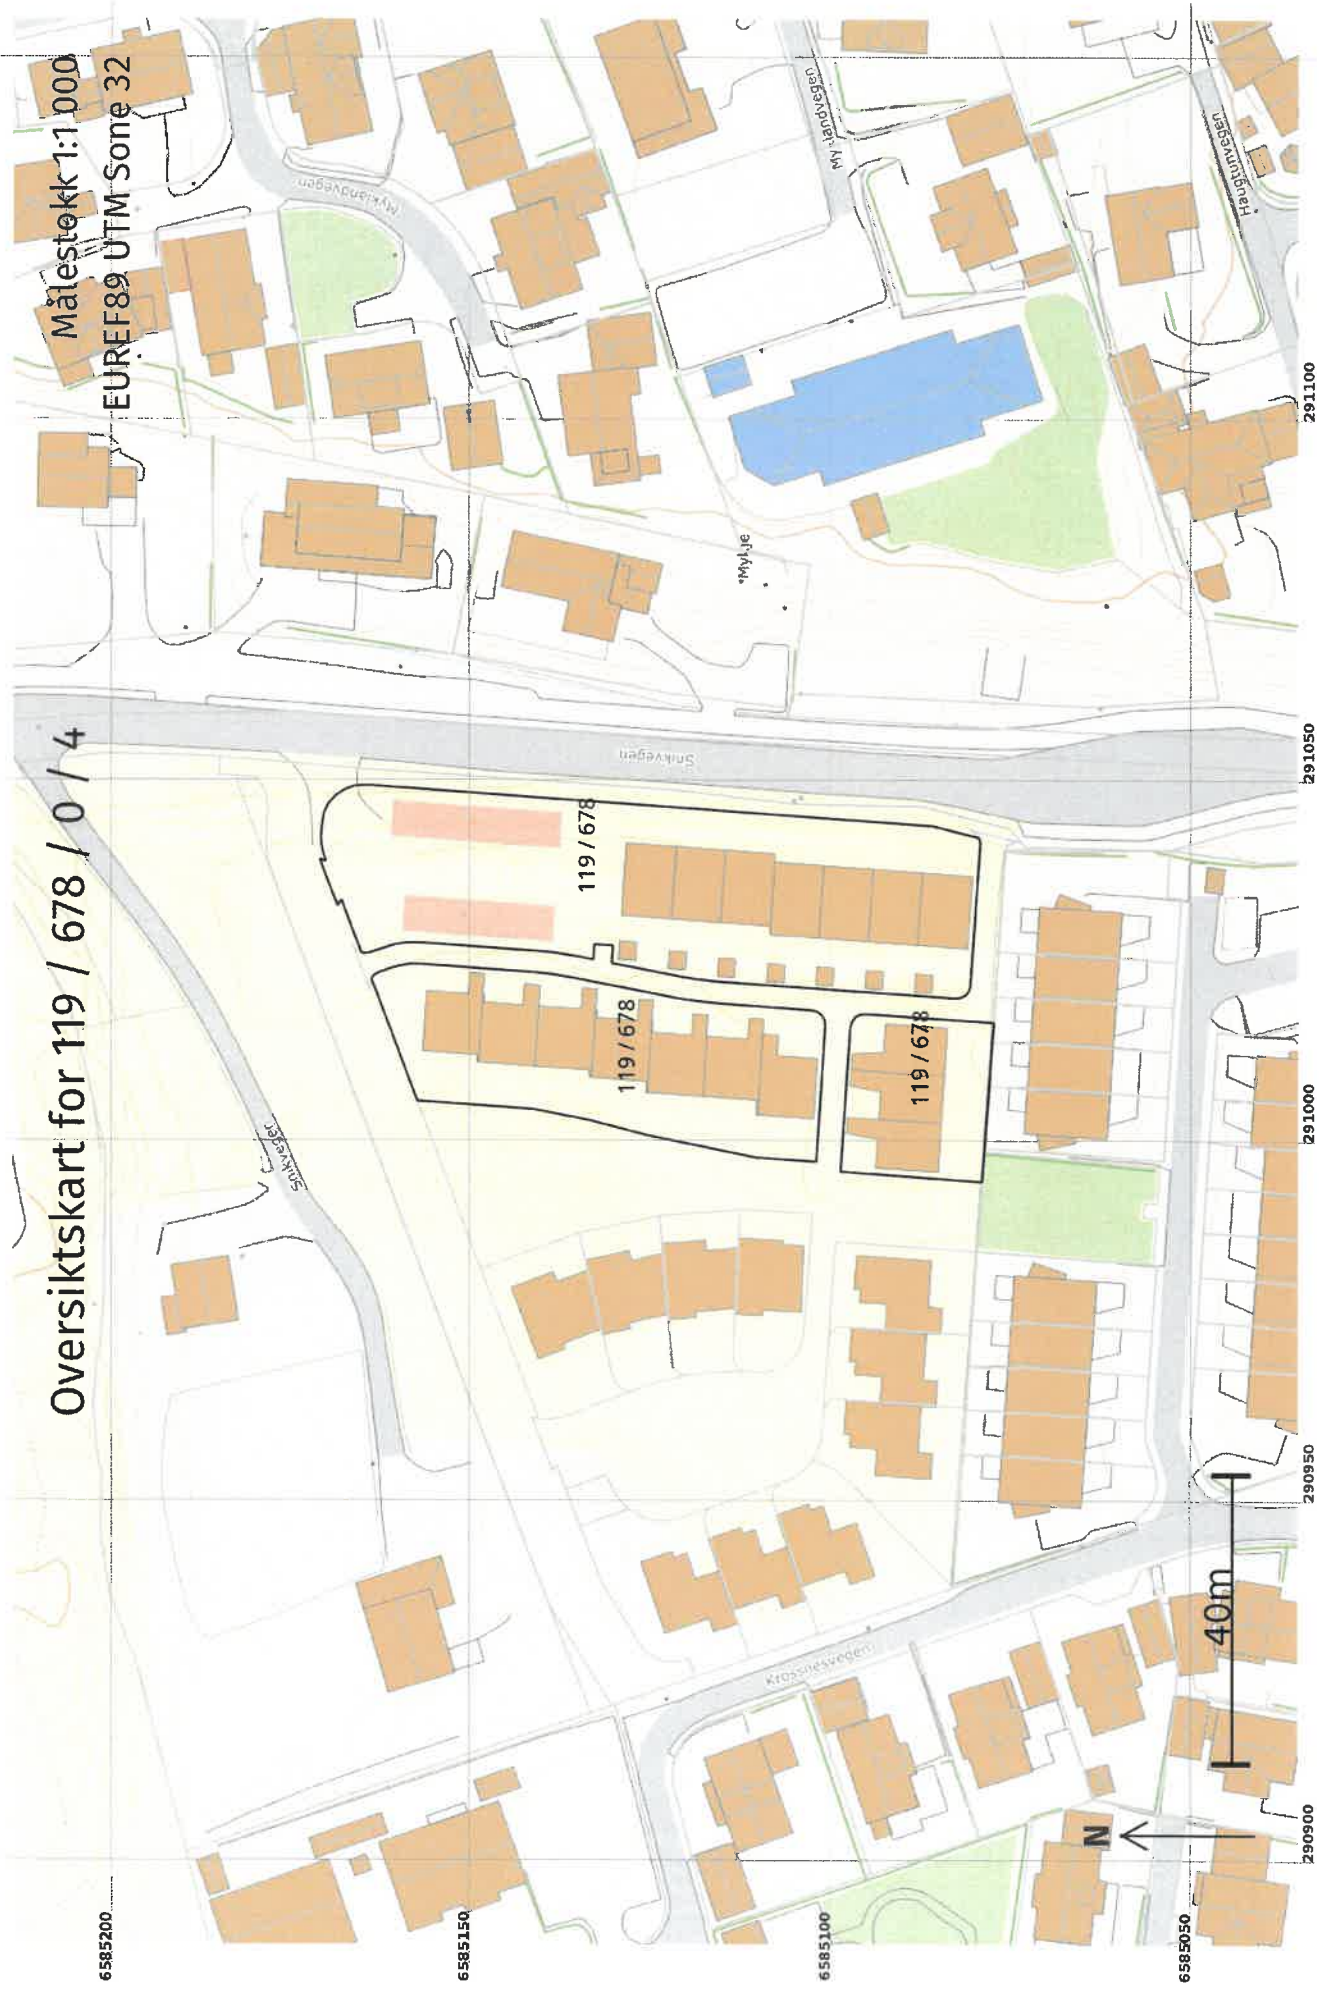 Oversiktskart for 119 / 678 / 0 / 4
Målestokk 1:1 000
EUREF89 UTM Sone 32
6585200
6585150
6585100
6585050
Snikvegen
Snikvegen
Myklandvegen
Myklandvegen
Haugtunvegen
Krossnesvegen
Mykje
119 / 678
119 / 678
119 / 678
N
40m
290900
290950
291000
291050
291100